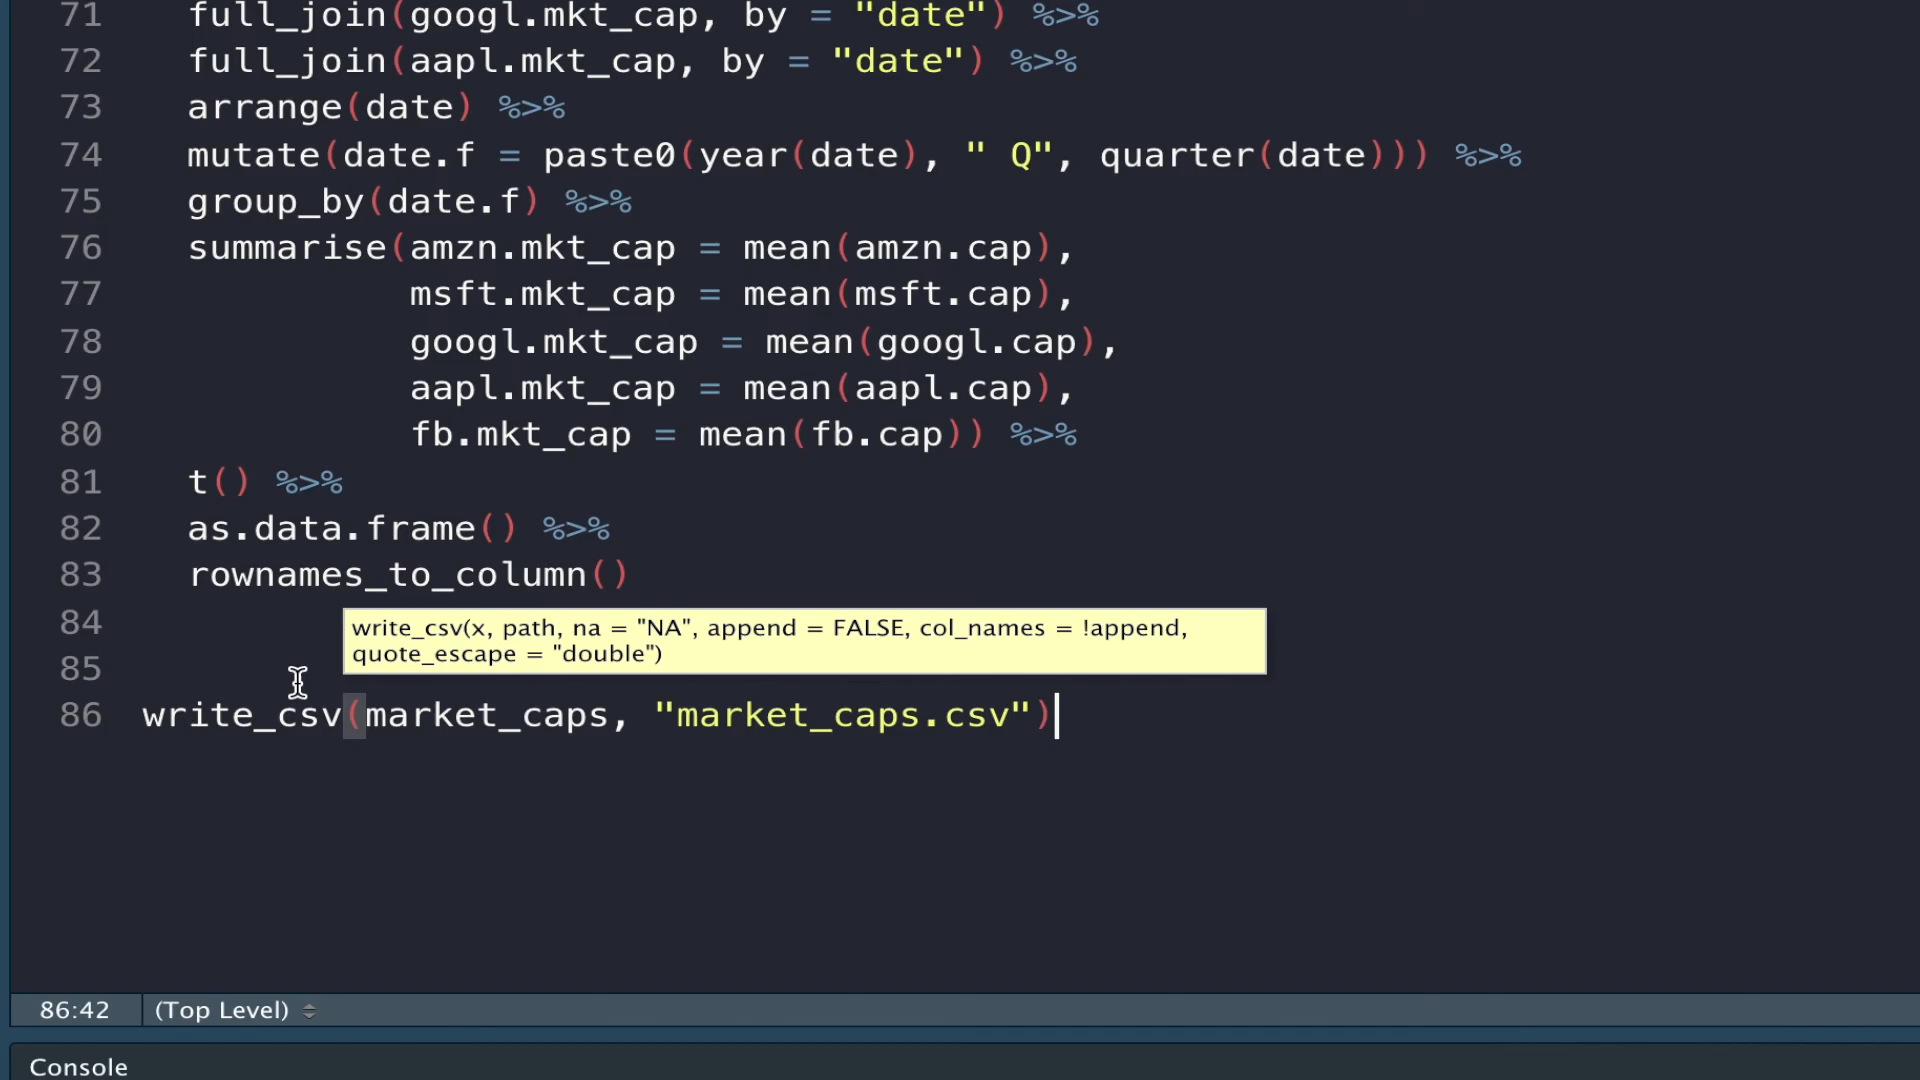 71 full_join(googl.mkt_cap, by = "date") %>%
72 full_join(aapl.mkt_cap, by = "date") %>%
73 arrange(date) %>%
74 mutate(date.f = paste0(year(date), " Q", quarter(date))) %>%
75 group_by(date.f) %>%
76 summarise(amzn.mkt_cap = mean(amzn.cap),
77 msft.mkt_cap = mean(msft.cap),
78 googl.mkt_cap = mean(googl.cap),
79 aapl.mkt_cap = mean(aapl.cap),
80 fb.mkt_cap = mean(fb.cap)) %>%
81 t() %>%
82 as.data.frame() %>%
83 rownames_to_column()
84
write_csv(x, path, na = "NA", append = FALSE, col_names = !append,
quote_escape = "double")
85
86 write_csv(market_caps, "market_caps.csv")
86:42 (Top Level)
Console